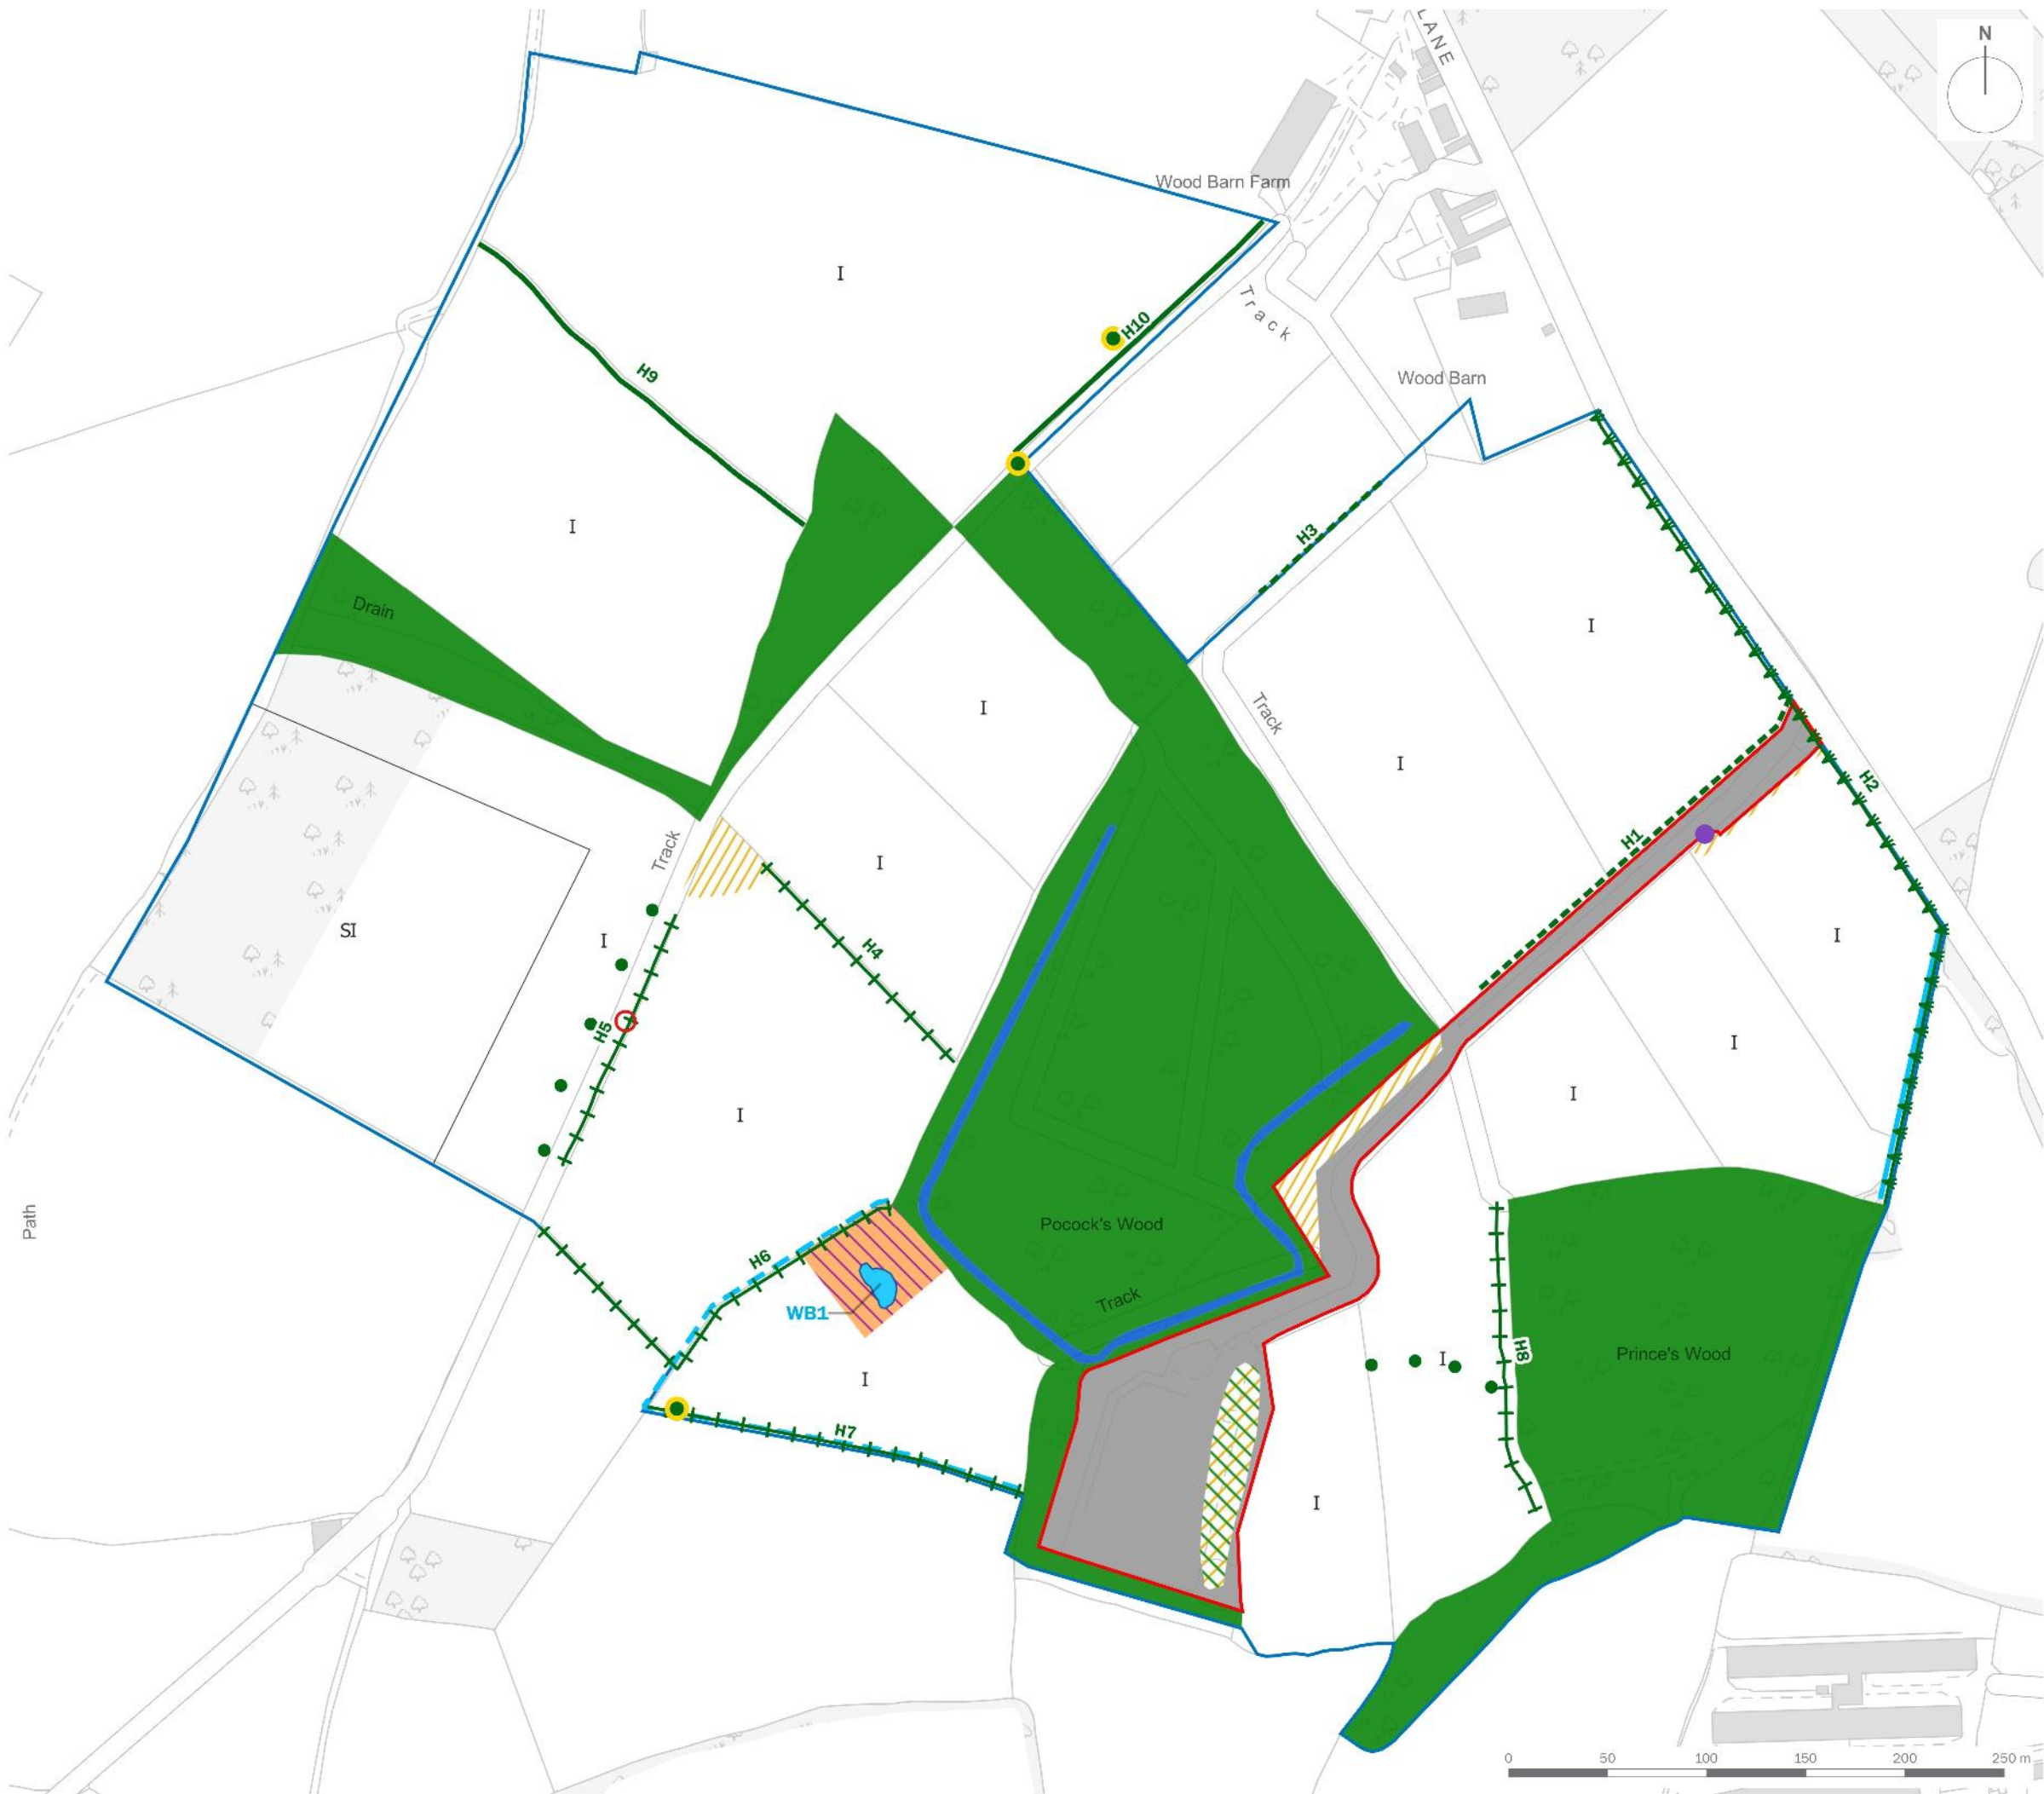 LANE
N
Wood Barn Farm
I
H10
Track
H9
Wood Barn
I
H3
Drain
I
Track
I
I
H2
Track
I
H1
SI
I
H4
I
H5
I
I
I
I
Path
Pocock's Wood
H6
WB1
Track
I
I
H8
Prince's Wood
H7
I
0 50 100 150 200 250 m